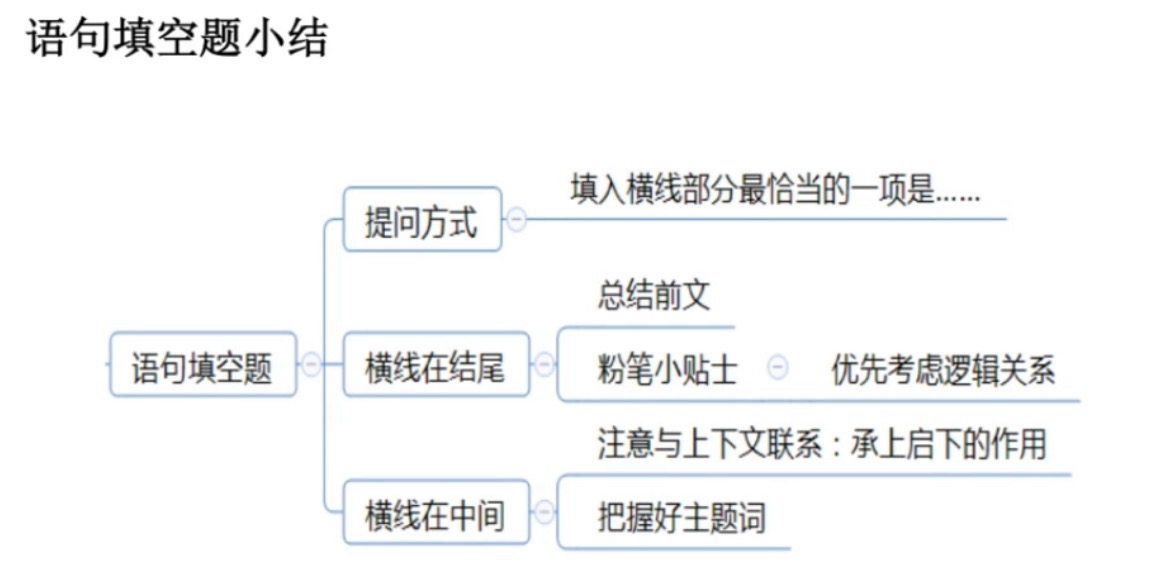 语句填空题小结
填入横线部分最恰当的一项是……
提问方式
总结前文
语句填空题
横线在结尾
粉笔小贴士
优先考虑逻辑关系
注意与上下文联系：承上启下的作用
横线在中间
把握好主题词